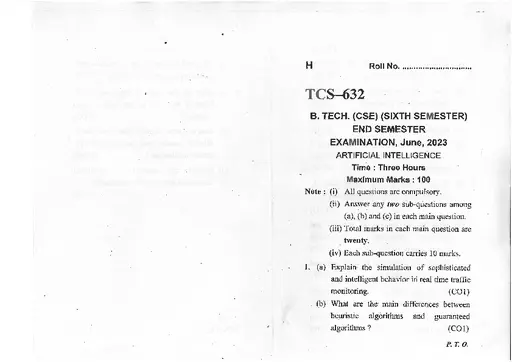 H Roll No. ..............................
TCS–632
B. TECH. (CSE) (SIXTH SEMESTER)
END SEMESTER
EXAMINATION, June, 2023
ARTIFICIAL INTELLIGENCE
Time : Three Hours
Maximum Marks : 100
Note : (i) All questions are compulsory.
(ii) Answer any two sub-questions among
(a), (b) and (c) in each main question.
(iii) Total marks in each main question are
twenty.
(iv) Each sub-question carries 10 marks.
1. (a) Explain the simulation of sophisticated
and intelligent behavior in real time traffic
monitoring. (CO1)
(b) What are the main differences between
heuristic algorithms and guaranteed
algorithms ? (CO1)
P. T. O.